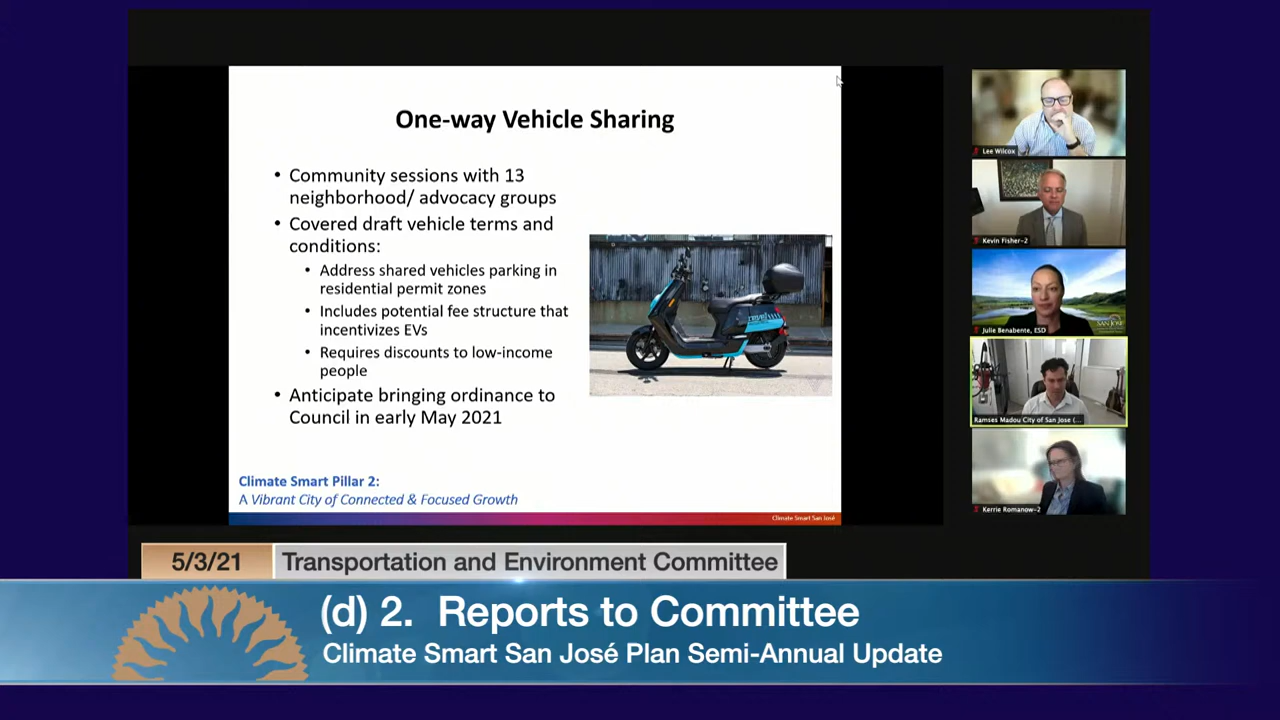 One-way Vehicle Sharing
• Community sessions with 13
neighborhood/ advocacy groups
• Covered draft vehicle terms and
conditions:
• Address shared vehicles parking in
residential permit zones
• Includes potential fee structure that
incentivizes EVs
• Requires discounts to low-income
people
• Anticipate bringing ordinance to
Council in early May 2021
revel
Climate Smart Pillar 2:
A Vibrant City of Connected & Focused Growth
Climate Smart San José
Lee Wilcox
Kevin Fisher-2
SAN JOSE
Julie Benabente, ESD
Ramses Madou City of San Jose (...
Kerrie Romanow-2
5/3/21
Transportation and Environment Committee
(d) 2. Reports to Committee
Climate Smart San José Plan Semi-Annual Update